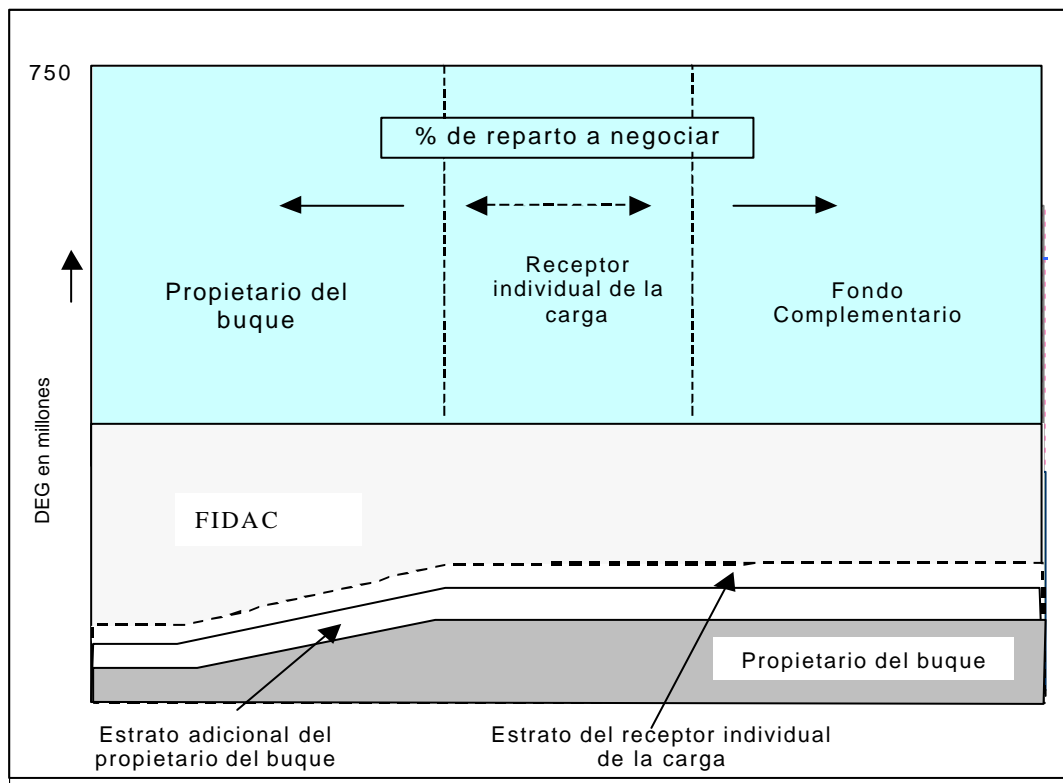 750
% de reparto a negociar
Propietario del
buque
Receptor
individual de la
carga
Fondo
Complementario
DEG en millones
FIDAC
Propietario del buque
Estrato adicional del
propietario del buque
Estrato del receptor individual
de la carga